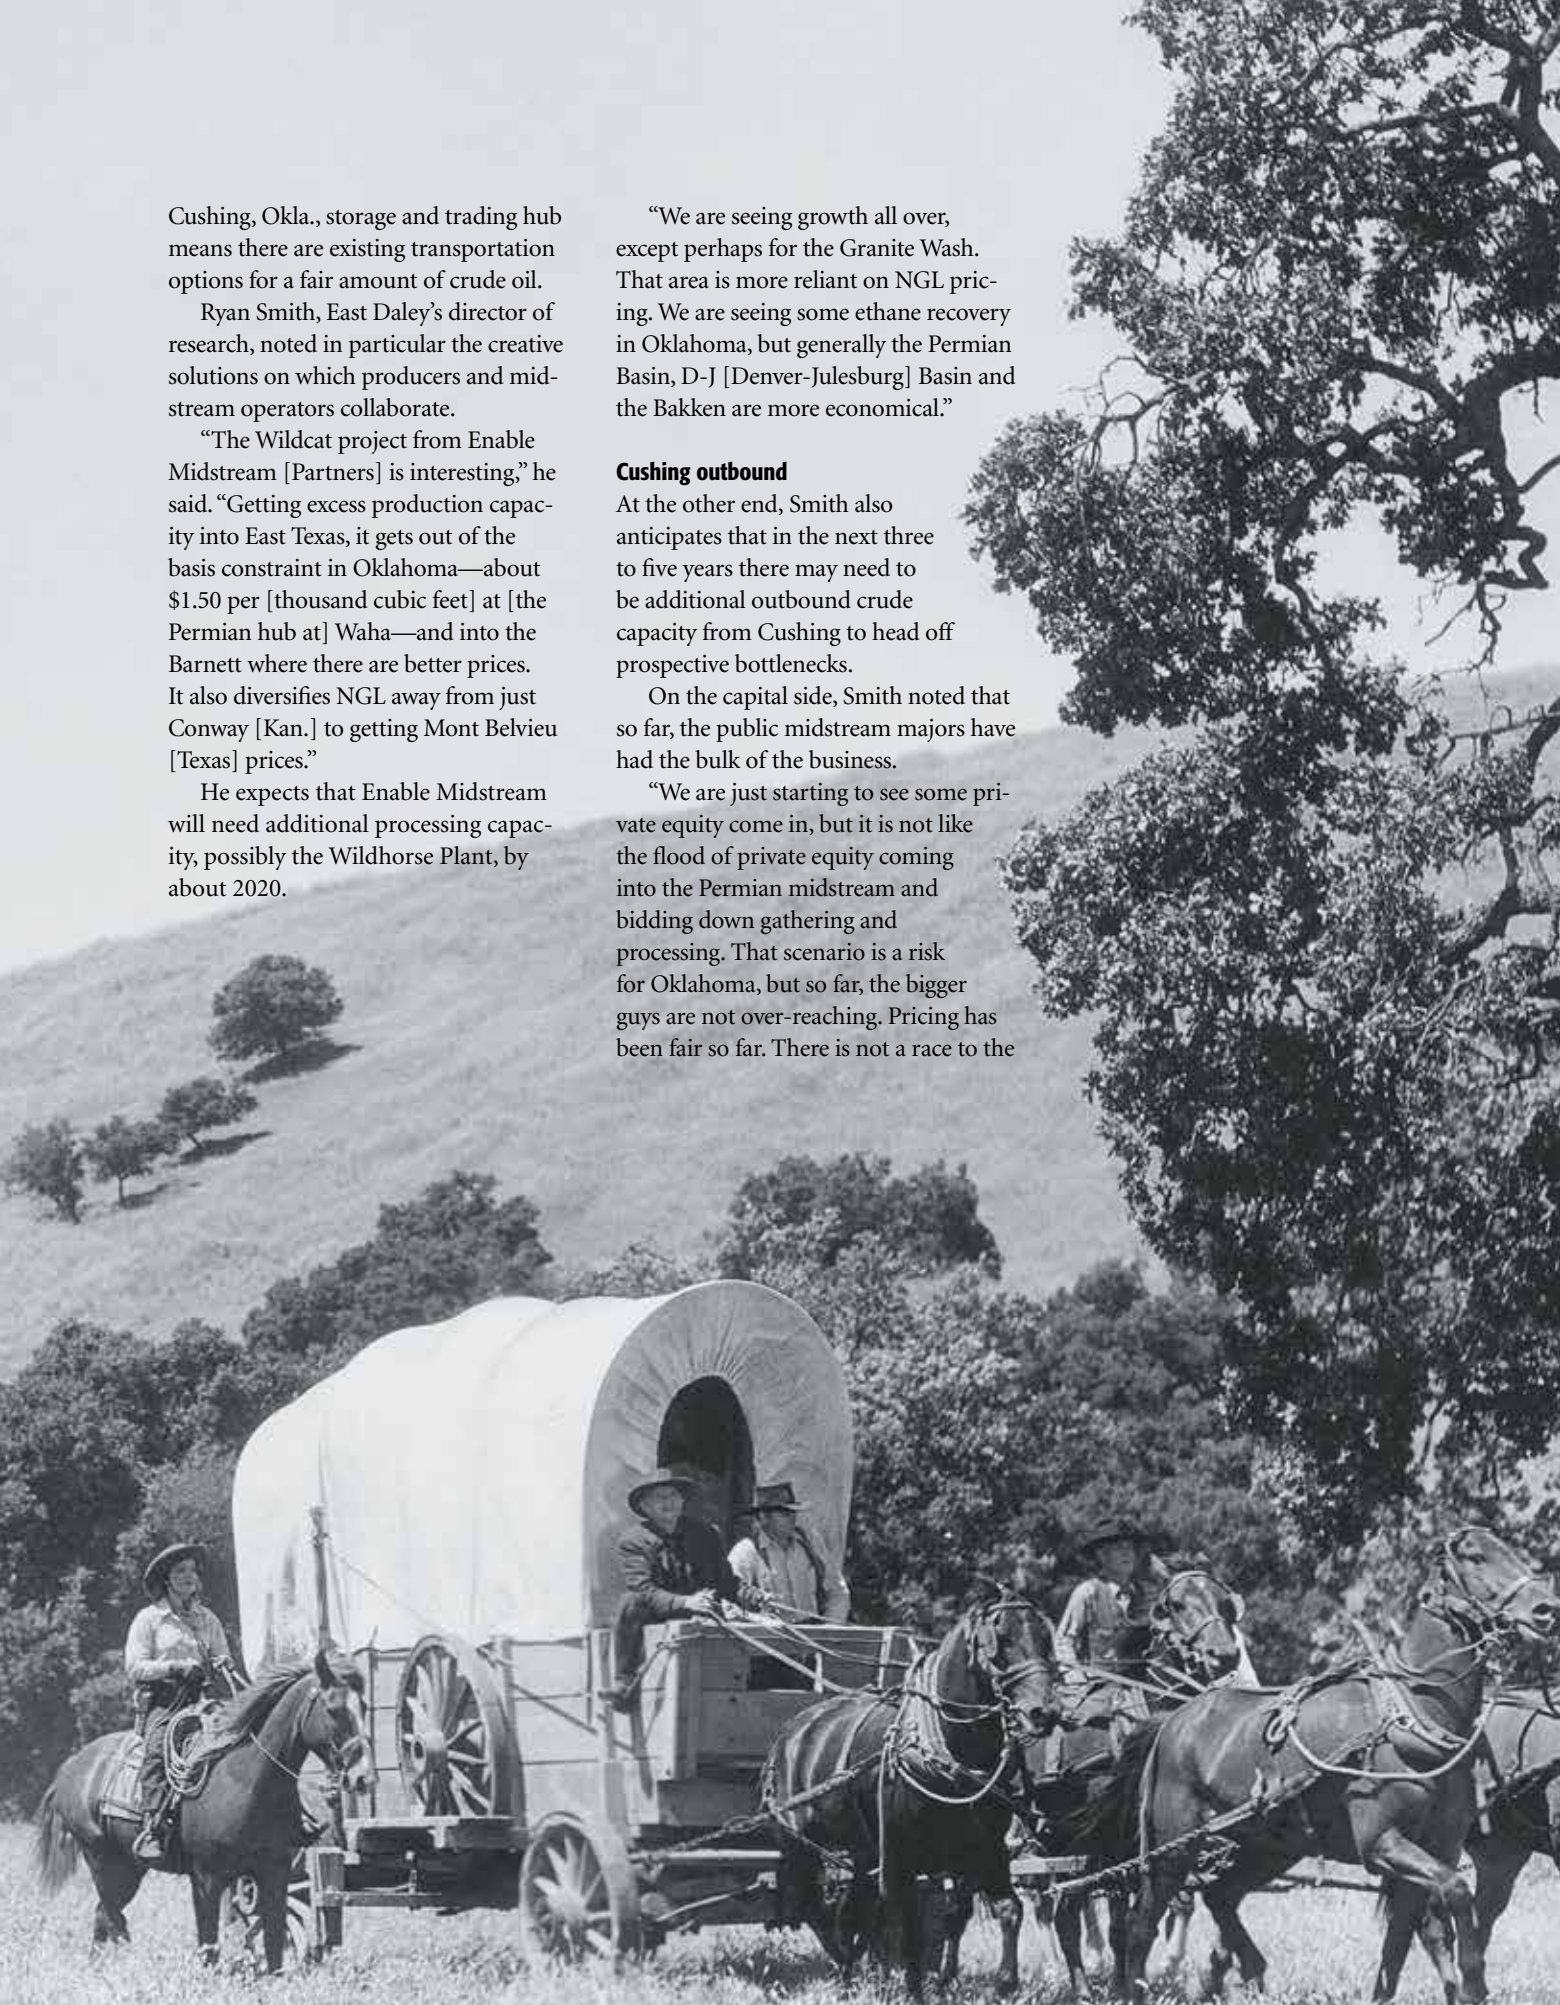 Cushing, Okla., storage and trading hub
means there are existing transportation
options for a fair amount of crude oil.
Ryan Smith, East Daley’s director of
research, noted in particular the creative
solutions on which producers and mid-
stream operators collaborate.
“The Wildcat project from Enable
Midstream [Partners] is interesting,” he
said. “Getting excess production capac-
ity into East Texas, it gets out of the
basis constraint in Oklahoma—about
$1.50 per [thousand cubic feet] at [the
Permian hub at] Waha—and into the
Barnett where there are better prices.
It also diversifies NGL away from just
Conway [Kan.] to getting Mont Belvieu
[Texas] prices.”
He expects that Enable Midstream
will need additional processing capac-
ity, possibly the Wildhorse Plant, by
about 2020.
“We are seeing growth all over,
except perhaps for the Granite Wash.
That area is more reliant on NGL pric-
ing. We are seeing some ethane recovery
in Oklahoma, but generally the Permian
Basin, D-J [Denver-Julesburg] Basin and
the Bakken are more economical.”
Cushing outbound
At the other end, Smith also
anticipates that in the next three
to five years there may need to
be additional outbound crude
capacity from Cushing to head off
prospective bottlenecks.
On the capital side, Smith noted that
so far, the public midstream majors have
had the bulk of the business.
“We are just starting to see some pri-
vate equity come in, but it is not like
the flood of private equity coming
into the Permian midstream and
bidding down gathering and
processing. That scenario is a risk
for Oklahoma, but so far, the bigger
guys are not over-reaching. Pricing has
been fair so far. There is not a race to the